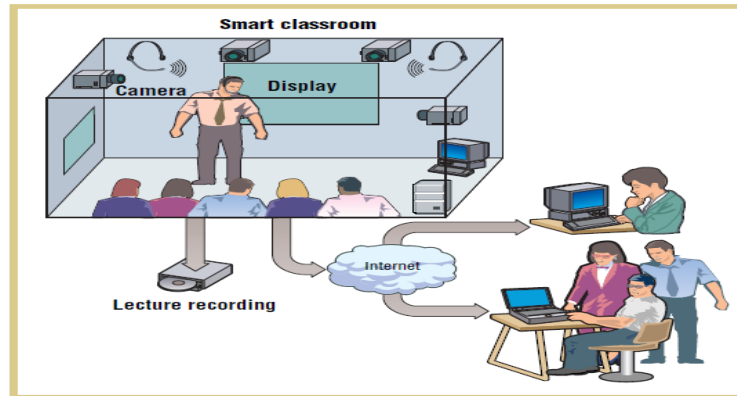 Smart classroom
Camera
Display
Internet
Lecture recording